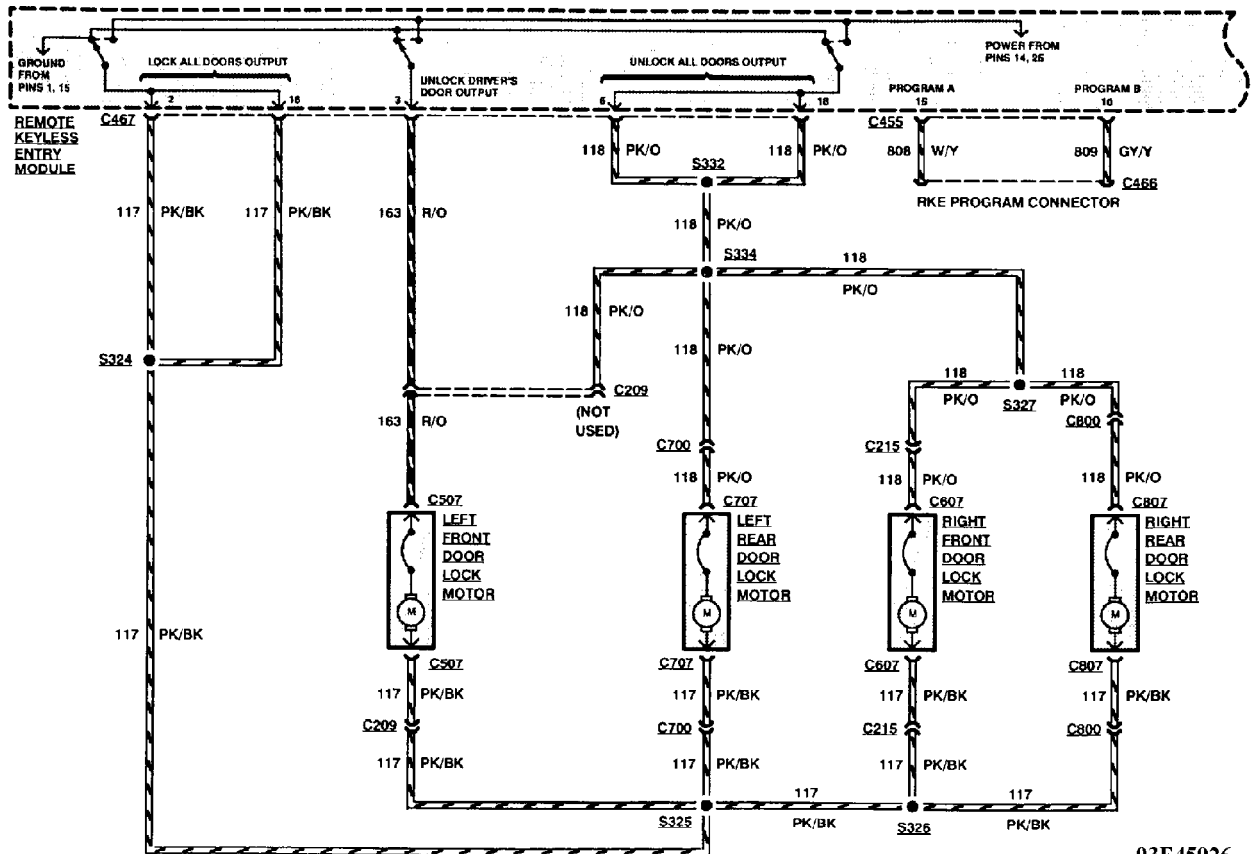 GROUND
FROM
PINS 1, 15
LOCK ALL DOORS OUTPUT
UNLOCK DRIVER'S
DOOR OUTPUT
UNLOCK ALL DOORS OUTPUT
POWER FROM
PINS 14, 26
PROGRAM A
PROGRAM B
2
16
3
6
18
15
10
REMOTE
KEYLESS
ENTRY
MODULE
C467
C455
118
PK/O
118
PK/O
808
W/Y
809
GY/Y
S332
C466
RKE PROGRAM CONNECTOR
117
PK/BK
117
PK/BK
163
R/O
118
PK/O
S334
118
PK/O
118
PK/O
118
PK/O
S324
C209
(NOT
USED)
118
PK/O
S327
118
PK/O
163
R/O
C700
C215
C800
118
PK/O
118
PK/O
118
PK/O
C507
LEFT
FRONT
DOOR
LOCK
MOTOR
M
C707
LEFT
REAR
DOOR
LOCK
MOTOR
M
C607
RIGHT
FRONT
DOOR
LOCK
MOTOR
M
C807
RIGHT
REAR
DOOR
LOCK
MOTOR
M
117
PK/BK
C507
C707
C607
C807
117
PK/BK
117
PK/BK
117
PK/BK
117
PK/BK
C209
C700
C215
C800
117
PK/BK
117
PK/BK
117
PK/BK
S325
117
PK/BK
S326
117
PK/BK